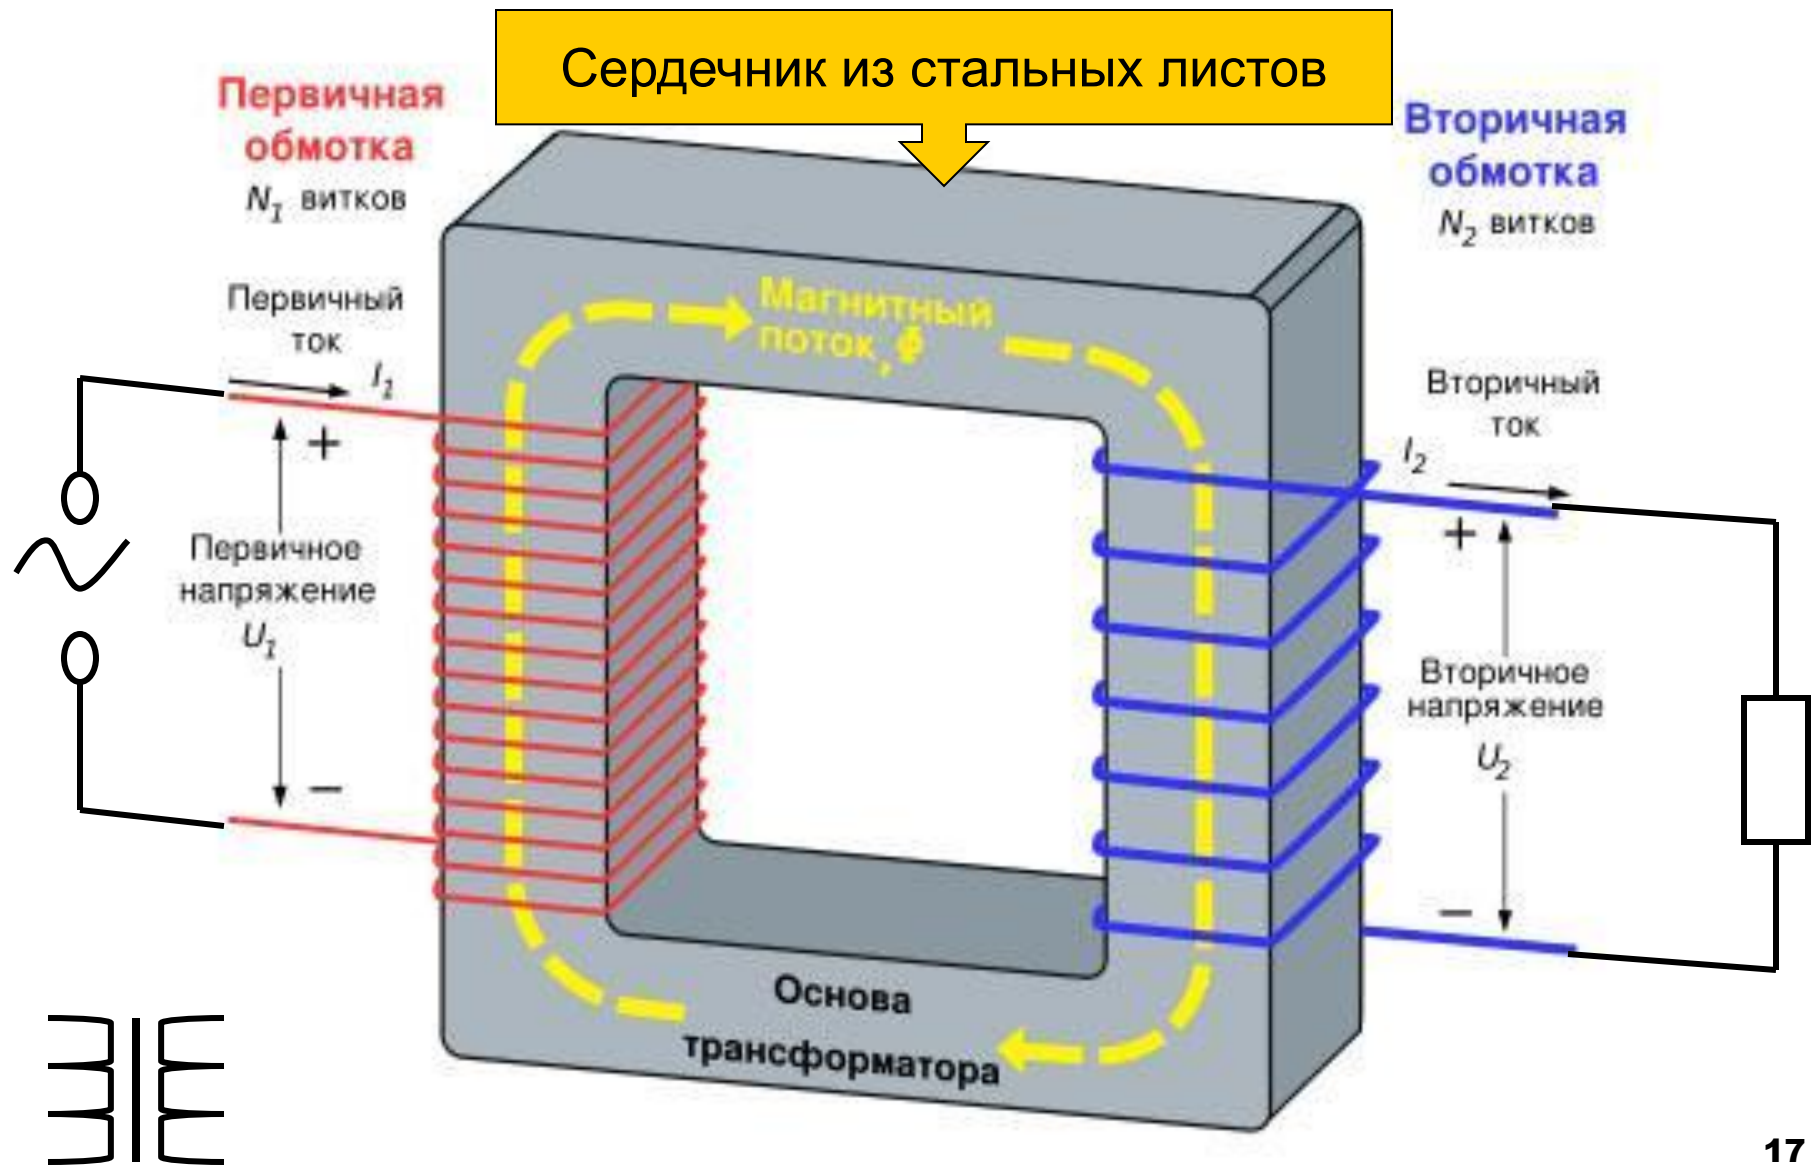 Сердечник из стальных листов
Первичная
обмотка
N1 витков
Вторичная
обмотка
N2 витков
Магнитный
поток, Ф
Первичный
ток
I1
+
Первичное
напряжение
U1
−
Вторичный
ток
I2
+
Вторичное
напряжение
U2
−
Основа
трансформатора
17